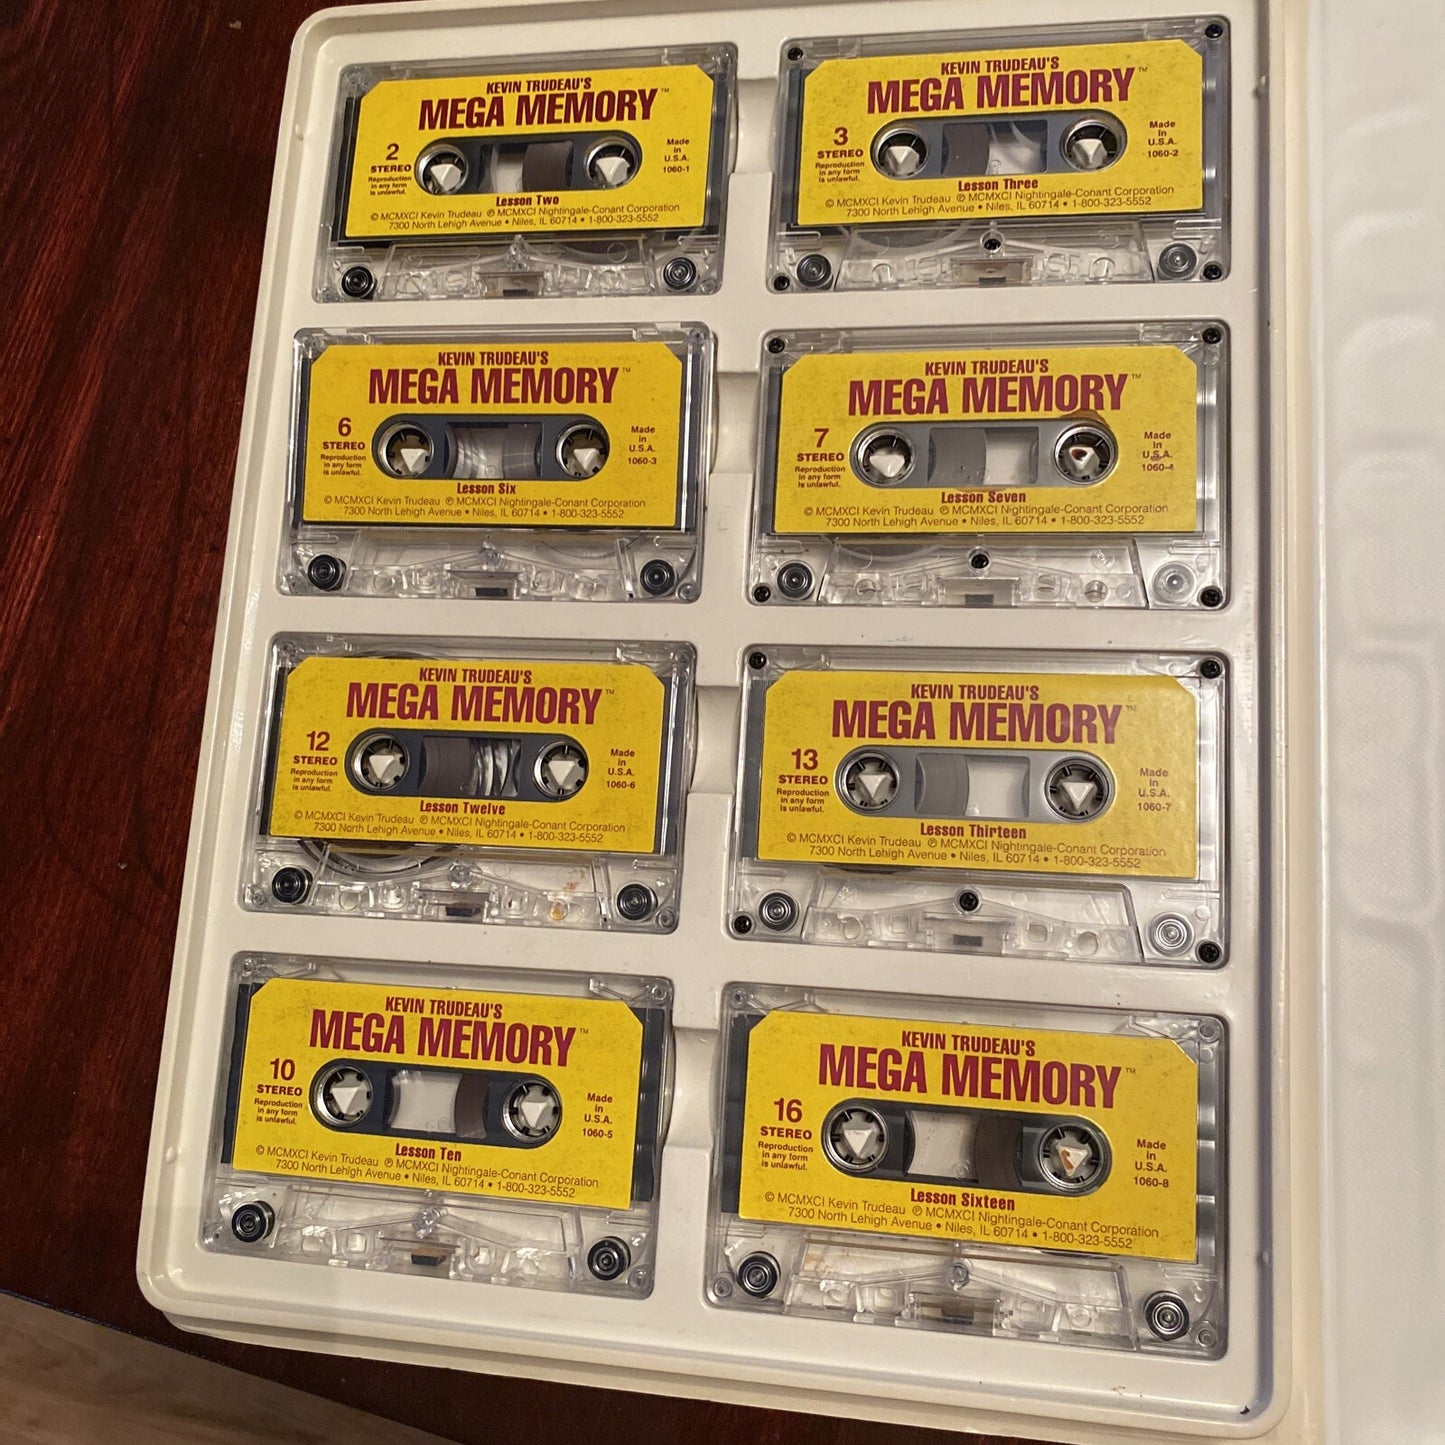 KEVIN TRUDEAU'S
MEGA MEMORY™
2
STEREO
Reproduction
in any form
is unlawful.
Made
in
U.S.A.
1060-1
Lesson Two
© MCMXCI Kevin Trudeau ℗ MCMXCI Nightingale-Conant Corporation
7300 North Lehigh Avenue • Niles, IL 60714 • 1-800-323-5552
KEVIN TRUDEAU'S
MEGA MEMORY™
3
STEREO
Reproduction
in any form
is unlawful.
Made
in
U.S.A.
1060-2
Lesson Three
© MCMXCI Kevin Trudeau ℗ MCMXCI Nightingale-Conant Corporation
7300 North Lehigh Avenue • Niles, IL 60714 • 1-800-323-5552
KEVIN TRUDEAU'S
MEGA MEMORY™
6
STEREO
Reproduction
in any form
is unlawful.
Made
in
U.S.A.
1060-3
Lesson Six
© MCMXCI Kevin Trudeau ℗ MCMXCI Nightingale-Conant Corporation
7300 North Lehigh Avenue • Niles, IL 60714 • 1-800-323-5552
KEVIN TRUDEAU'S
MEGA MEMORY™
7
STEREO
Reproduction
in any form
is unlawful.
Made
in
U.S.A.
1060-4
Lesson Seven
© MCMXCI Kevin Trudeau ℗ MCMXCI Nightingale-Conant Corporation
7300 North Lehigh Avenue • Niles, IL 60714 • 1-800-323-5552
KEVIN TRUDEAU'S
MEGA MEMORY™
12
STEREO
Reproduction
in any form
is unlawful.
Made
in
U.S.A.
1060-6
Lesson Twelve
© MCMXCI Kevin Trudeau ℗ MCMXCI Nightingale-Conant Corporation
7300 North Lehigh Avenue • Niles, IL 60714 • 1-800-323-5552
KEVIN TRUDEAU'S
MEGA MEMORY™
13
STEREO
Reproduction
in any form
is unlawful.
Made
in
U.S.A.
1060-7
Lesson Thirteen
© MCMXCI Kevin Trudeau ℗ MCMXCI Nightingale-Conant Corporation
7300 North Lehigh Avenue • Niles, IL 60714 • 1-800-323-5552
KEVIN TRUDEAU'S
MEGA MEMORY™
10
STEREO
Reproduction
in any form
is unlawful.
Made
in
U.S.A.
1060-5
Lesson Ten
© MCMXCI Kevin Trudeau ℗ MCMXCI Nightingale-Conant Corporation
7300 North Lehigh Avenue • Niles, IL 60714 • 1-800-323-5552
KEVIN TRUDEAU'S
MEGA MEMORY™
16
STEREO
Reproduction
in any form
is unlawful.
Made
in
U.S.A.
1060-8
Lesson Sixteen
© MCMXCI Kevin Trudeau ℗ MCMXCI Nightingale-Conant Corporation
7300 North Lehigh Avenue • Niles, IL 60714 • 1-800-323-5552